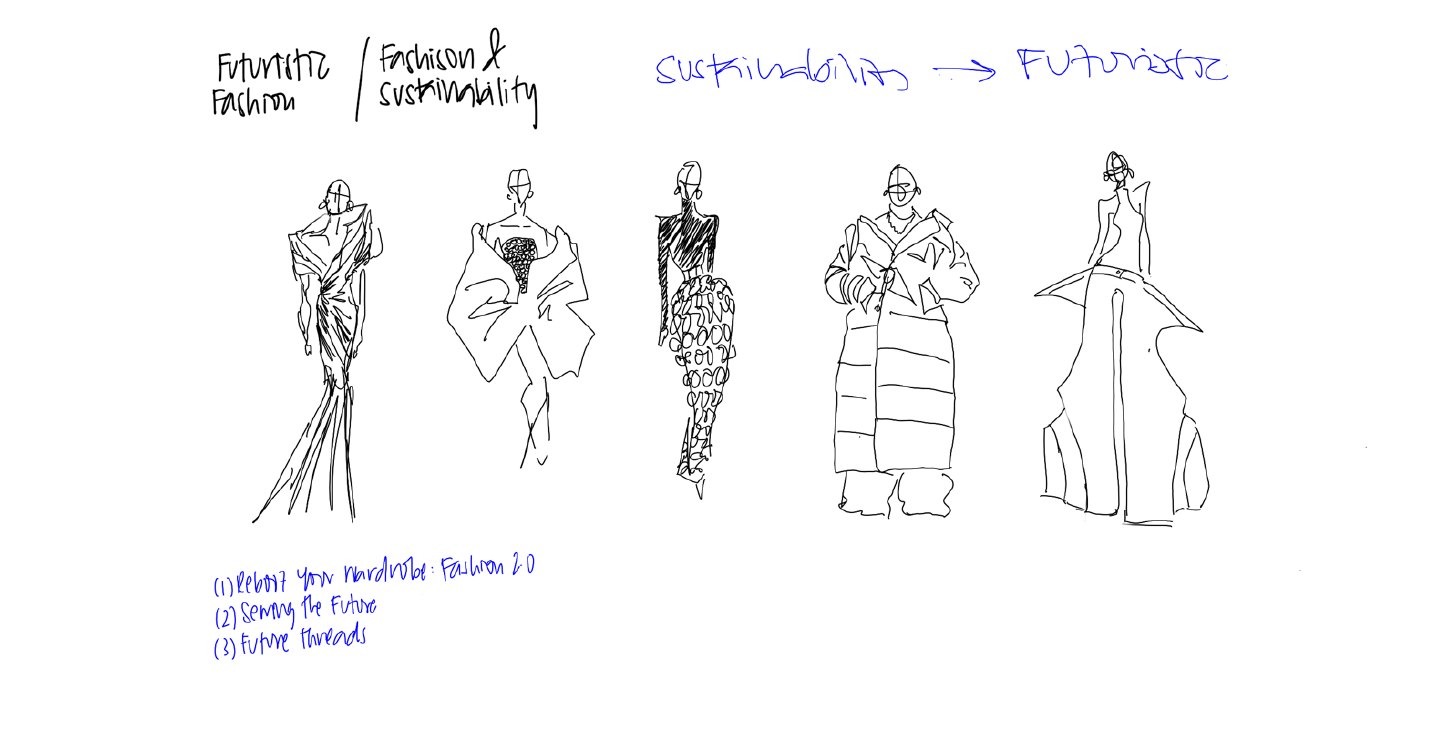 Futuristic
Fashion
/
Fashison &
sustainability
sustainability → Futuristic
(1) Reboot your wardrobe: Fashion 2.0
(2) Sewing the Future
(3) Future threads